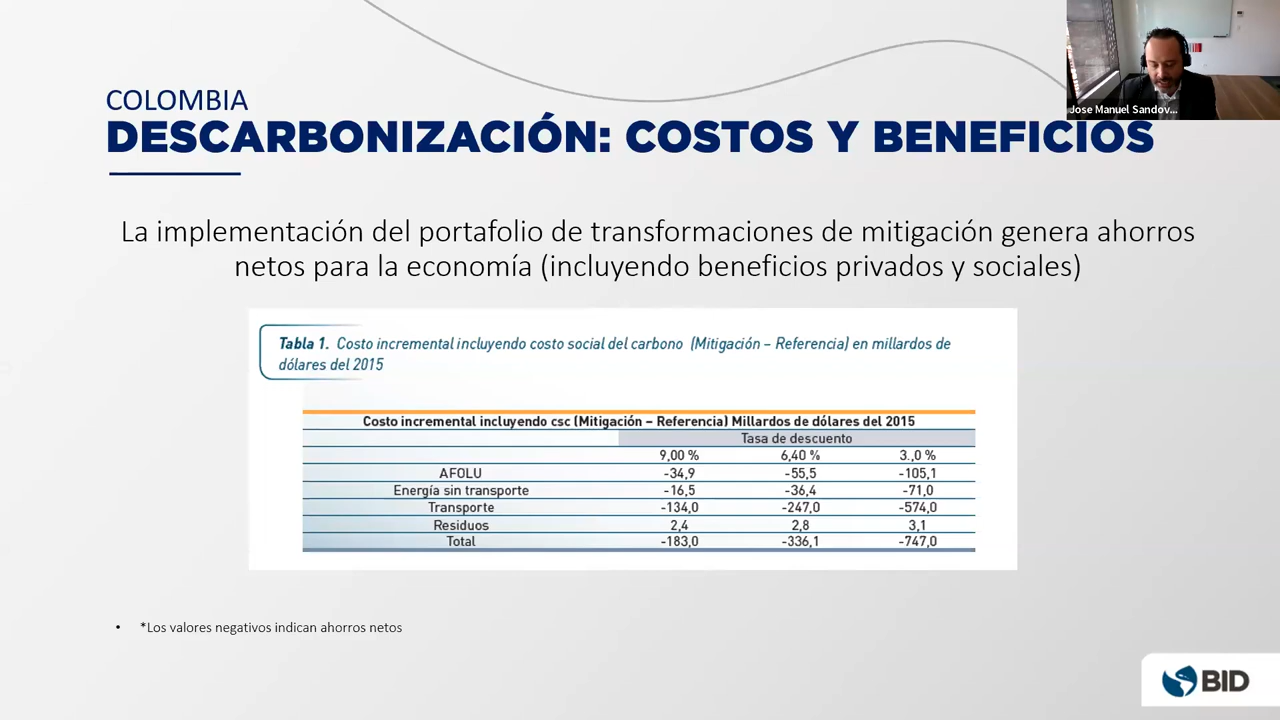 COLOMBIA
DESCARBONIZACIÓN: COSTOS Y BENEFICIOS
Jose Manuel Sandov...
La implementación del portafolio de transformaciones de mitigación genera ahorros
netos para la economía (incluyendo beneficios privados y sociales)
Tabla 1. Costo incremental incluyendo costo social del carbono (Mitigación – Referencia) en millardos de
dólares del 2015
Costo incremental incluyendo csc (Mitigación – Referencia) Millardos de dólares del 2015
Tasa de descuento
9,00 % 6,40 % 3.,0 %
AFOLU -34,9 -55,5 -105,1
Energía sin transporte -16,5 -36,4 -71,0
Transporte -134,0 -247,0 -574,0
Residuos 2,4 2,8 3,1
Total -183,0 -336,1 -747,0
• *Los valores negativos indican ahorros netos
BID